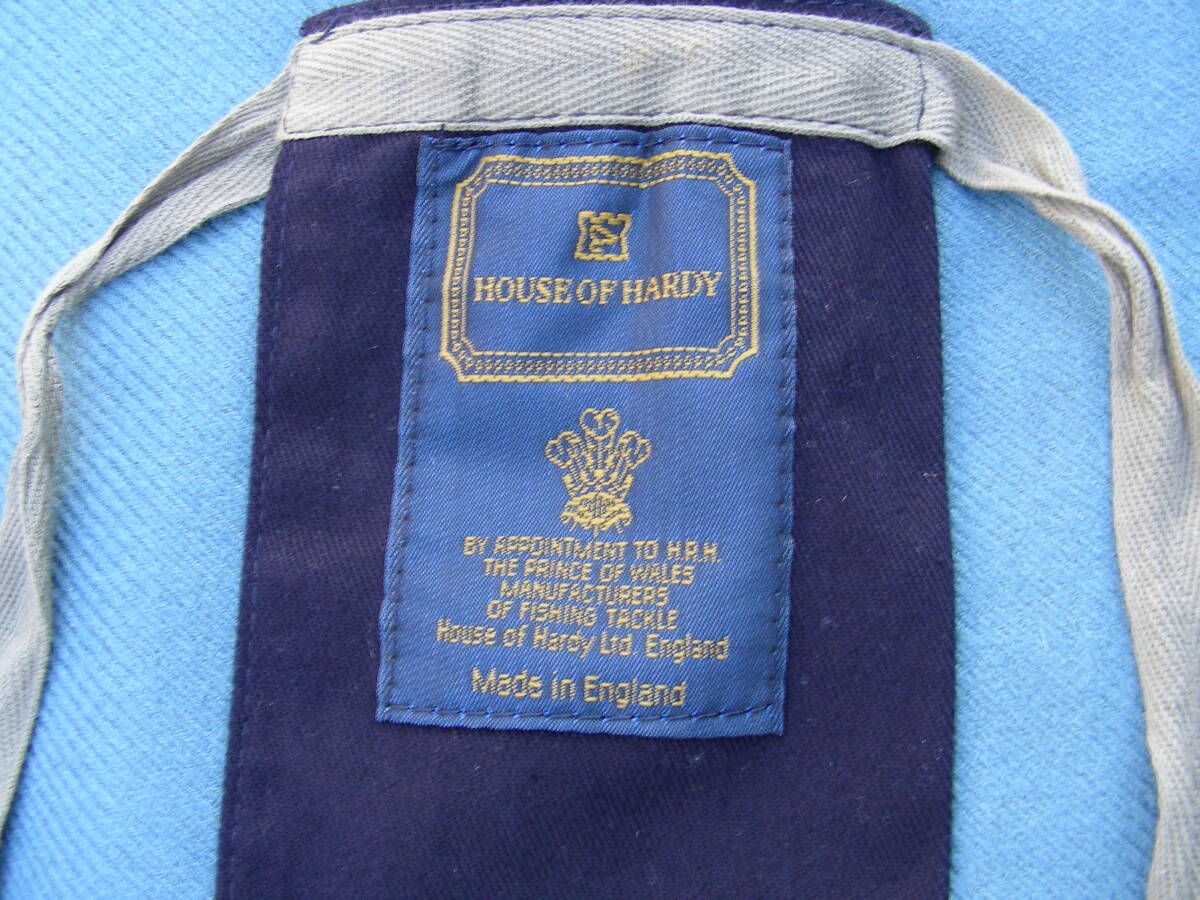 HOUSE OF HARDY
BY APPOINTMENT TO H.R.H.
THE PRINCE OF WALES
MANUFACTURERS
OF FISHING TACKLE
House of Hardy Ltd. England
Made in England